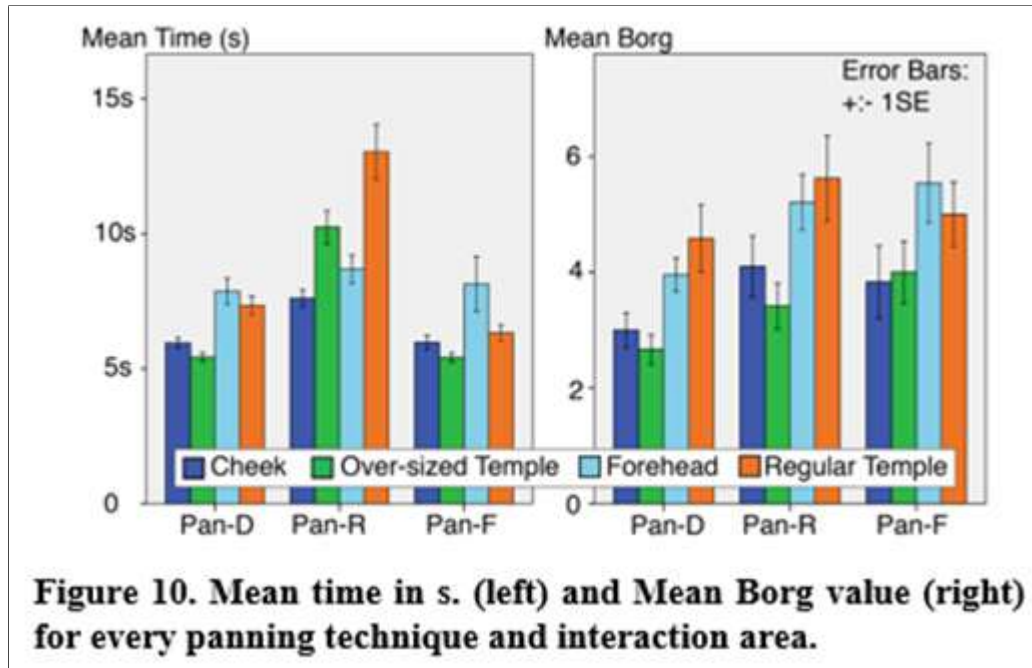 Mean Time (s)
15s
10s
5s
0
Pan-D Pan-R Pan-F
Mean Borg
Error Bars:
+:- 1SE
6
4
2
0
Pan-D Pan-R Pan-F
Cheek Over-sized Temple Forehead Regular Temple
Figure 10. Mean time in s. (left) and Mean Borg value (right)
for every panning technique and interaction area.